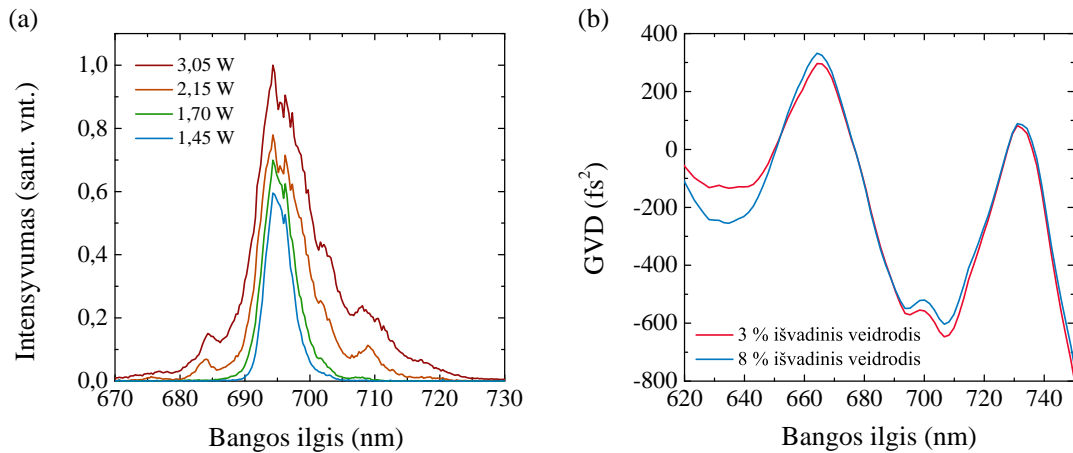 (a)
Intensyvumas (sant. vnt.)
1,0
0,8
0,6
0,4
0,2
0,0
3,05 W
2,15 W
1,70 W
1,45 W
670 680 690 700 710 720 730
Bangos ilgis (nm)
(b)
GVD (fs²)
400
200
0
-200
-400
-600
-800
3 % išvadinis veidrodis
8 % išvadinis veidrodis
620 640 660 680 700 720 740
Bangos ilgis (nm)